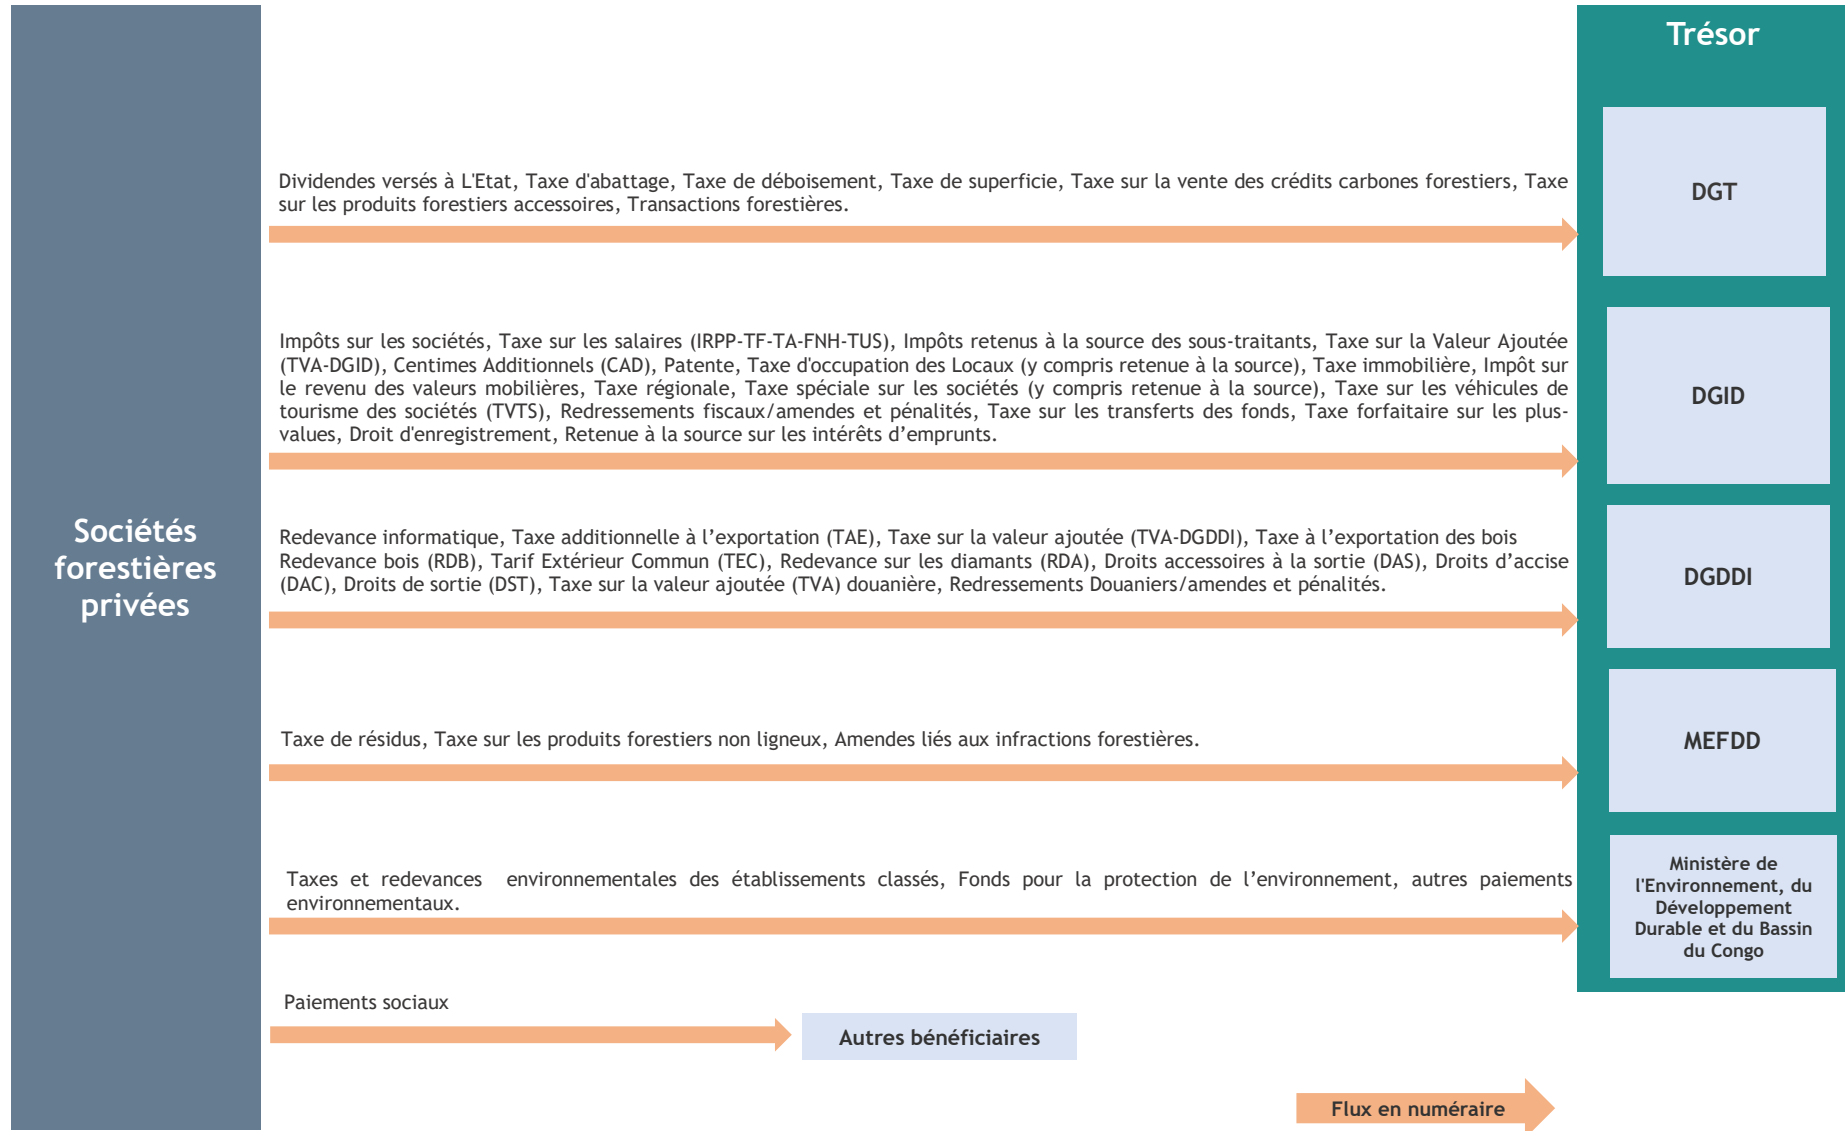 Trésor
Sociétés
forestières
privées
Dividendes versés à L'Etat, Taxe d'abattage, Taxe de déboisement, Taxe de superficie, Taxe sur la vente des crédits carbones forestiers, Taxe
sur les produits forestiers accessoires, Transactions forestières.
DGT
Impôts sur les sociétés, Taxe sur les salaires (IRPP-TF-TA-FNH-TUS), Impôts retenus à la source des sous-traitants, Taxe sur la Valeur Ajoutée
(TVA-DGID), Centimes Additionnels (CAD), Patente, Taxe d'occupation des Locaux (y compris retenue à la source), Taxe immobilière, Impôt sur
le revenu des valeurs mobilières, Taxe régionale, Taxe spéciale sur les sociétés (y compris retenue à la source), Taxe sur les véhicules de
tourisme des sociétés (TVTS), Redressements fiscaux/amendes et pénalités, Taxe sur les transferts des fonds, Taxe forfaitaire sur les plus-
values, Droit d'enregistrement, Retenue à la source sur les intérêts d’emprunts.
DGID
Redevance informatique, Taxe additionnelle à l’exportation (TAE), Taxe sur la valeur ajoutée (TVA-DGDDI), Taxe à l’exportation des bois
Redevance bois (RDB), Tarif Extérieur Commun (TEC), Redevance sur les diamants (RDA), Droits accessoires à la sortie (DAS), Droits d’accise
(DAC), Droits de sortie (DST), Taxe sur la valeur ajoutée (TVA) douanière, Redressements Douaniers/amendes et pénalités.
DGDDI
Taxe de résidus, Taxe sur les produits forestiers non ligneux, Amendes liés aux infractions forestières.
MEFDD
Taxes et redevances environnementales des établissements classés, Fonds pour la protection de l’environnement, autres paiements
environnementaux.
Ministère de
l'Environnement, du
Développement
Durable et du Bassin
du Congo
Paiements sociaux
Autres bénéficiaires
Flux en numéraire